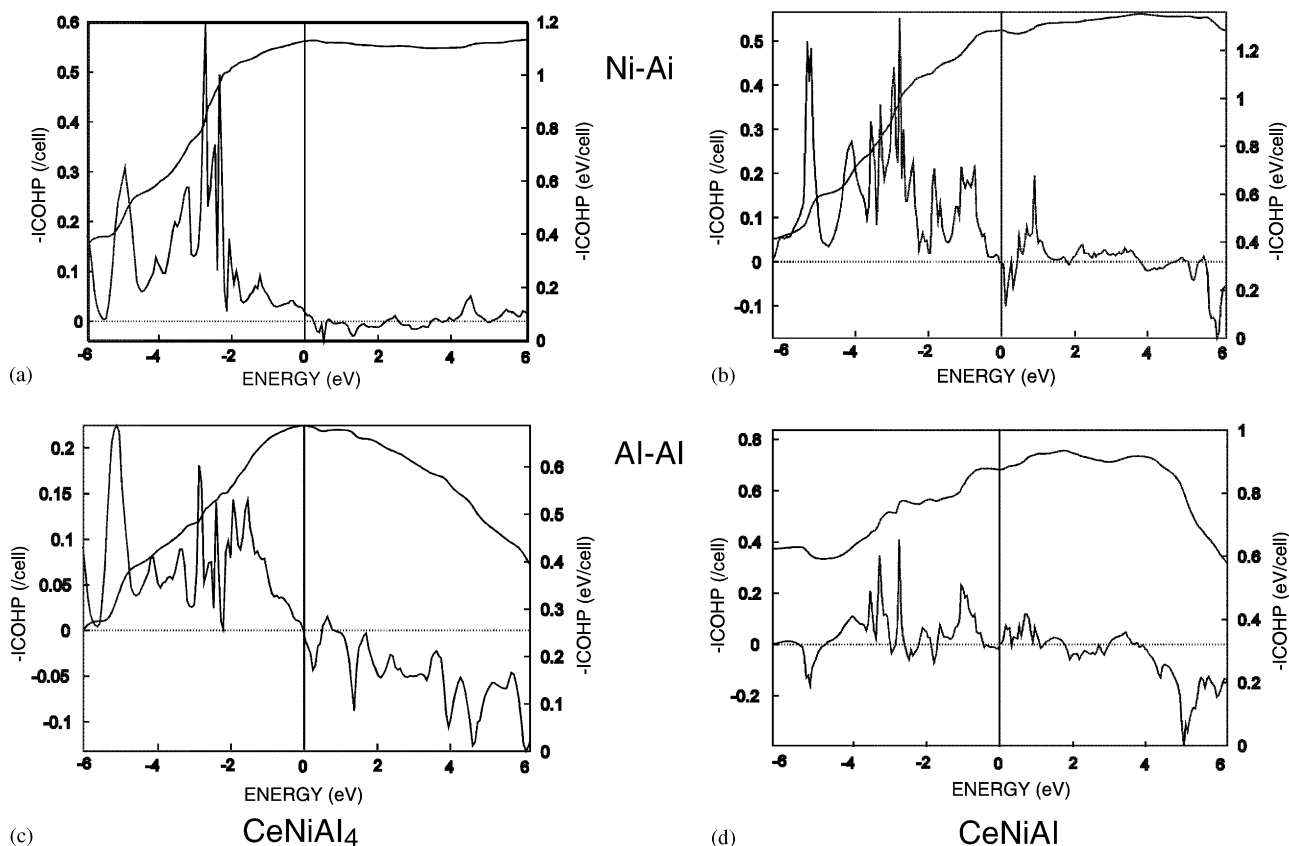 0.6
0.5
0.4
0.3
0.2
0.1
0
-ICOHP (/cell)
1.2
1
0.8
0.6
0.4
0.2
0
-ICOHP (eV/cell)
-6 -4 -2 0 2 4 6
ENERGY (eV)
(a)
Ni-Ai
0.5
0.4
0.3
0.2
0.1
0
-0.1
-ICOHP (/cell)
1.2
1
0.8
0.6
0.4
0.2
0
-ICOHP (eV/cell)
-6 -4 -2 0 2 4 6
ENERGY (eV)
(b)
0.2
0.15
0.1
0.05
0
-0.05
-0.1
-ICOHP (/cell)
0.6
0.5
0.4
0.3
0.2
0.1
0
-ICOHP (eV/cell)
-6 -4 -2 0 2 4 6
ENERGY (eV)
(c)
CeNiAl4
Al-Al
0.8
0.6
0.4
0.2
0
-0.2
-ICOHP (/cell)
1
0.8
0.6
0.4
0.2
0
-ICOHP (eV/cell)
-6 -4 -2 0 2 4 6
ENERGY (eV)
(d)
CeNiAl